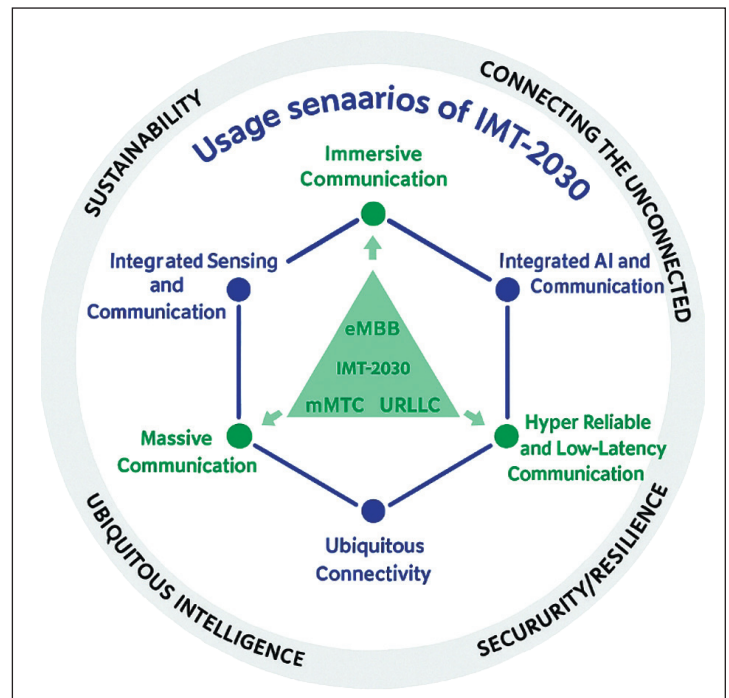 SUSTAINABILITY
CONNECTING THE UNCONNECTED
Usage senaarios of IMT-2030
Immersive
Communication
Integrated Sensing
and
Communication
Integrated AI and
Communication
eMBB
IMT-2030
mMTC URLLC
Massive
Communication
Hyper Reliable
and Low-Latency
Communication
Ubiquitous
Connectivity
UBIQUITOUS INTELLIGENCE
SECURURITY/RESILIENCE